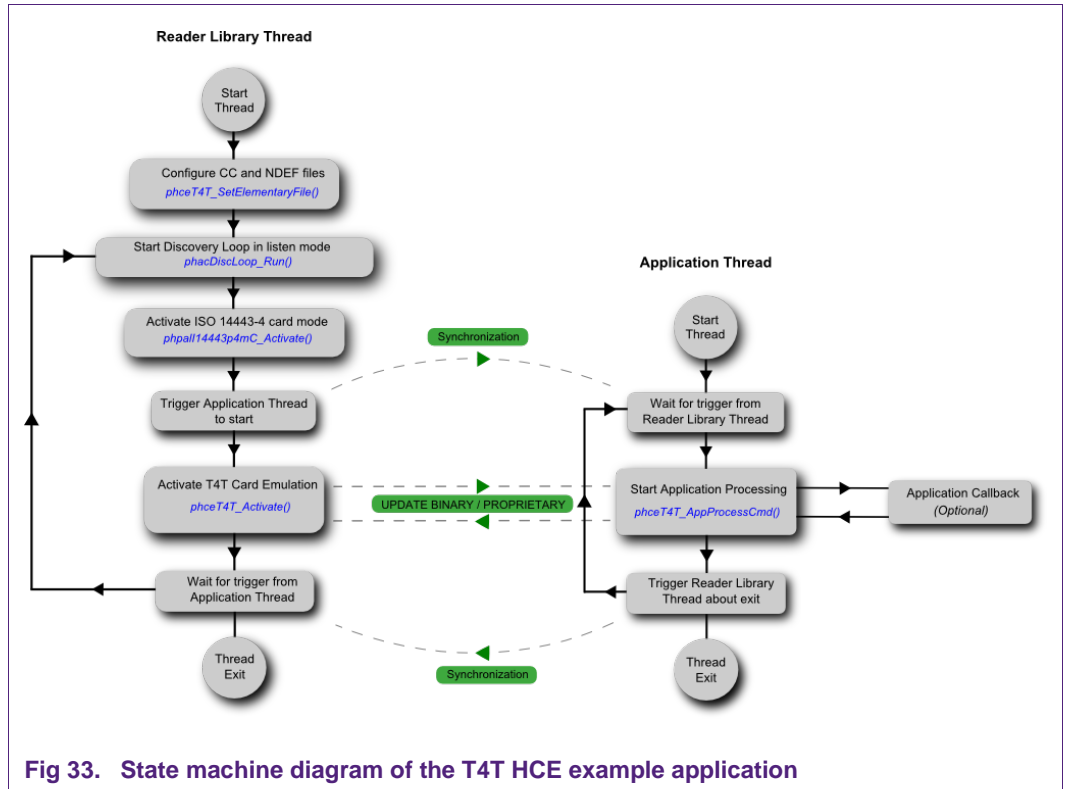 Reader Library Thread
Start
Thread
Configure CC and NDEF files
phceT4T_SetElementaryFile()
Start Discovery Loop in listen mode
phacDiscLoop_Run()
Activate ISO 14443-4 card mode
phpalI14443p4mC_Activate()
Trigger Application Thread
to start
Activate T4T Card Emulation
phceT4T_Activate()
Wait for trigger from
Application Thread
Thread
Exit
Synchronization
UPDATE BINARY / PROPRIETARY
Synchronization
Application Thread
Start
Thread
Wait for trigger from
Reader Library Thread
Start Application Processing
phceT4T_AppProcessCmd()
Application Callback
(Optional)
Trigger Reader Library
Thread about exit
Thread
Exit
Fig 33. State machine diagram of the T4T HCE example application